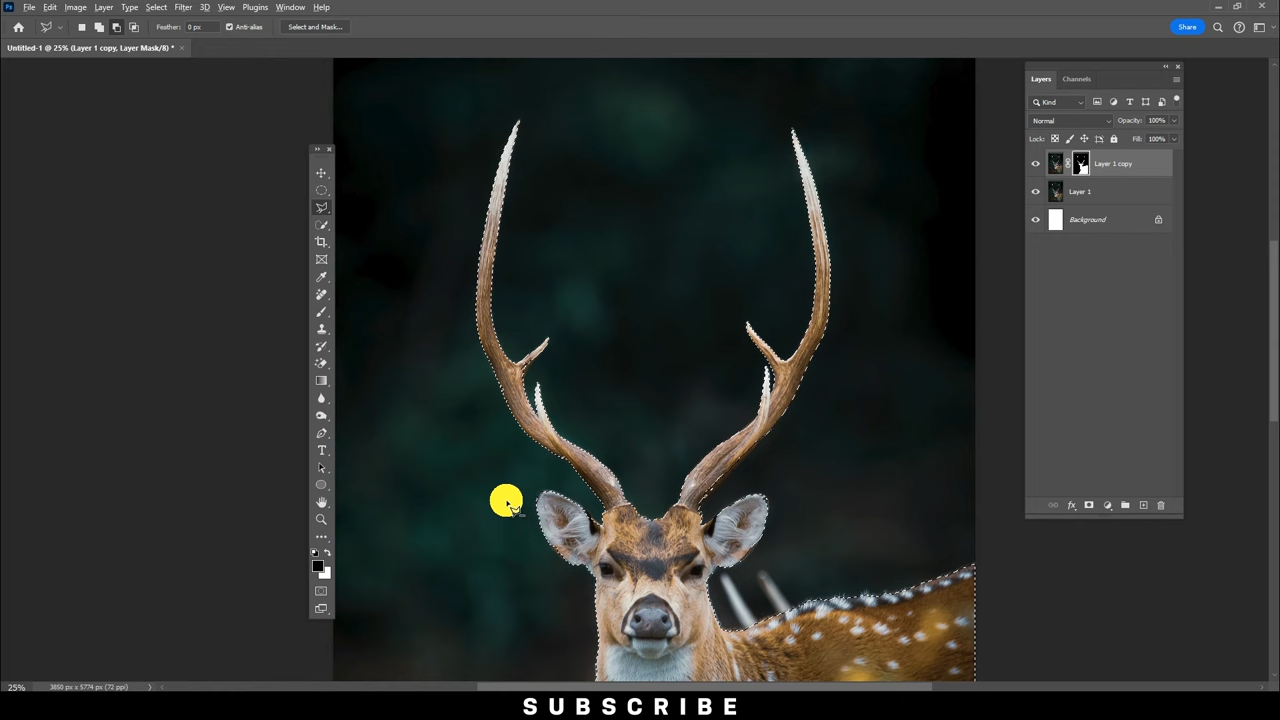 Ps File Edit Image Layer Type Select Filter 3D View Plugins Window Help
Feather: 0 px Anti-alias Select and Mask... Share
Untitled-1 @ 25% (Layer 1 copy, Layer Mask/8) * ×
Layers Channels
Kind
Normal Opacity: 100%
Lock: Fill: 100%
Layer 1 copy
Layer 1
Background
fx
T
25% 3850 px x 5774 px (72 ppi)
SUBSCRIBE